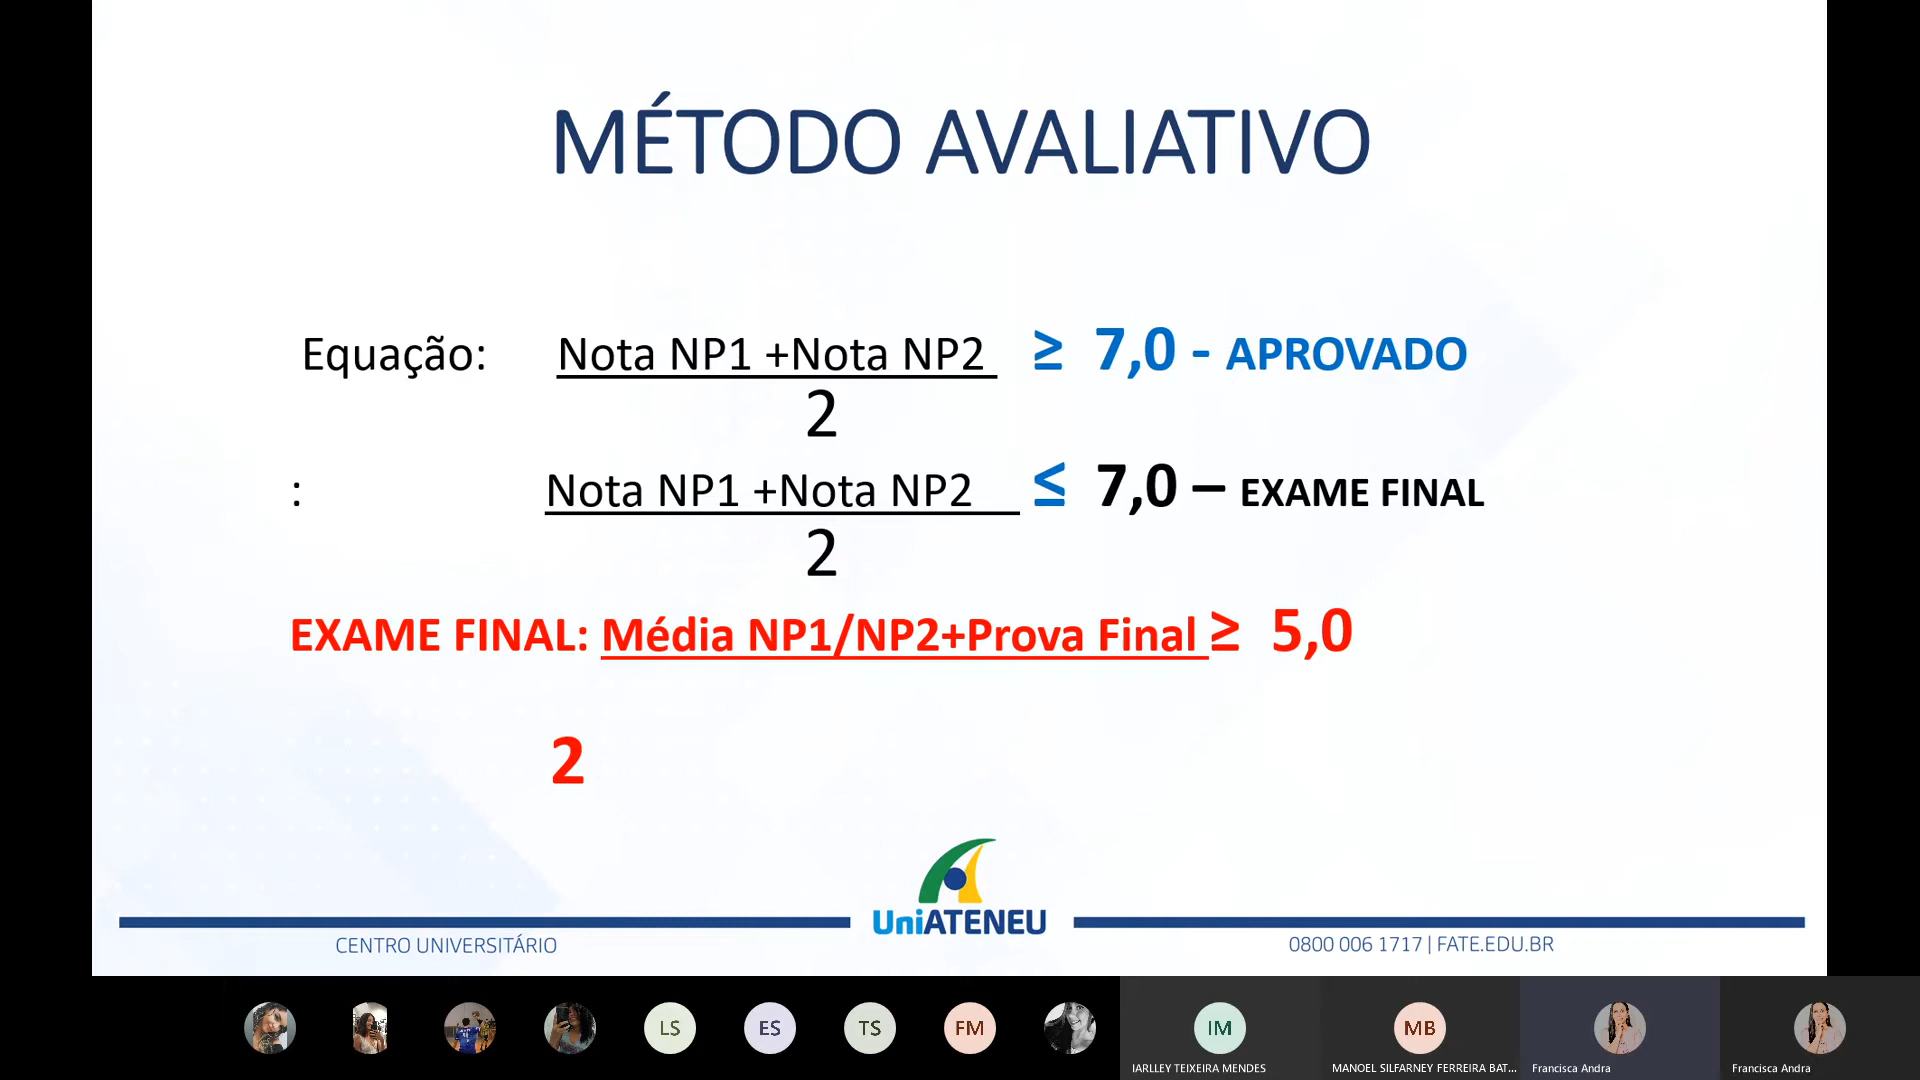 MÉTODO AVALIATIVO
Equação: Nota NP1 +Nota NP2 ≥ 7,0 - APROVADO
2
: Nota NP1 +Nota NP2 ≤ 7,0 – EXAME FINAL
2
EXAME FINAL: Média NP1/NP2+Prova Final ≥ 5,0
2
UniATENEU
CENTRO UNIVERSITÁRIO
0800 006 1717 | FATE.EDU.BR
LS ES TS FM IM MB
IARLLEY TEIXEIRA MENDES MANOEL SILFARNEY FERREIRA BAT... Francisca Andra Francisca Andra